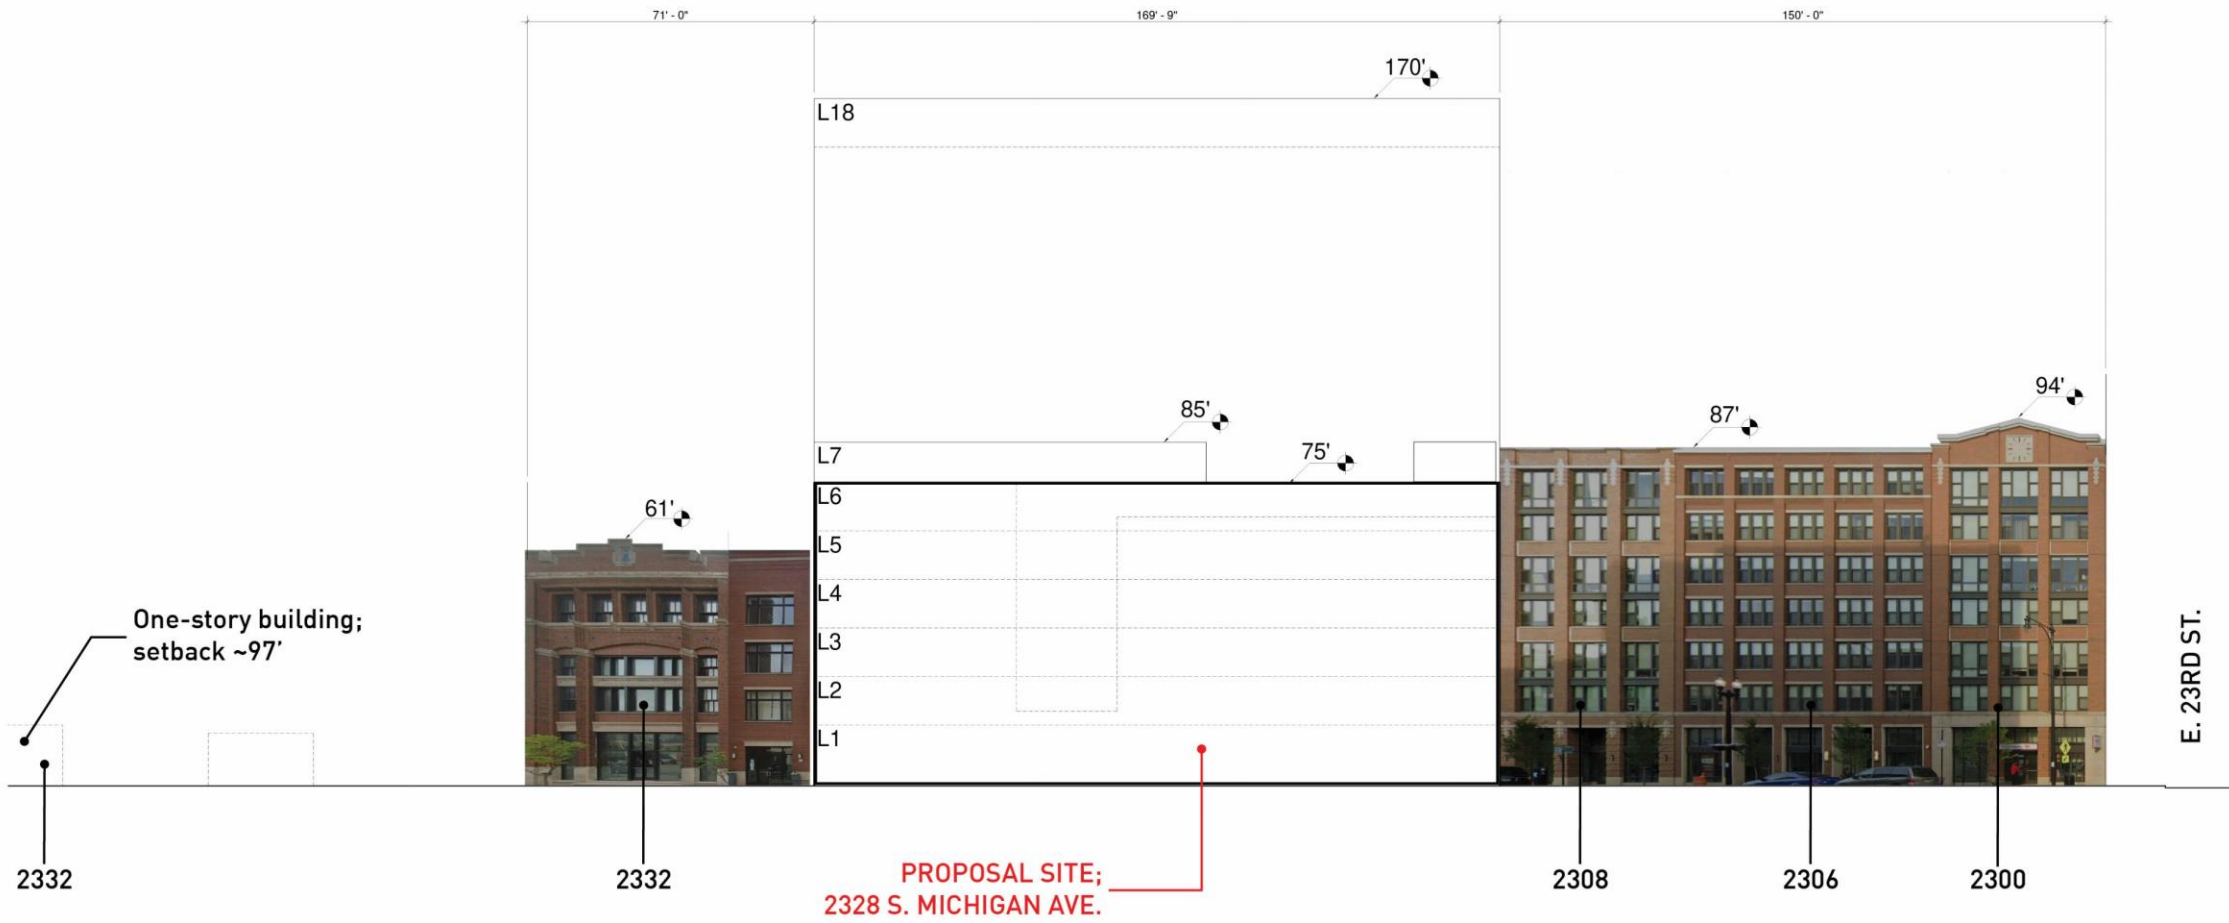 71' - 0"
169' - 9"
150' - 0"
170'
L18
94'
85'
87'
L7
75'
L6
61'
L5
L4
L3
L2
L1
One-story building;
setback ~97'
E. 23RD ST.
2332
2332
PROPOSAL SITE;
2328 S. MICHIGAN AVE.
2308
2306
2300